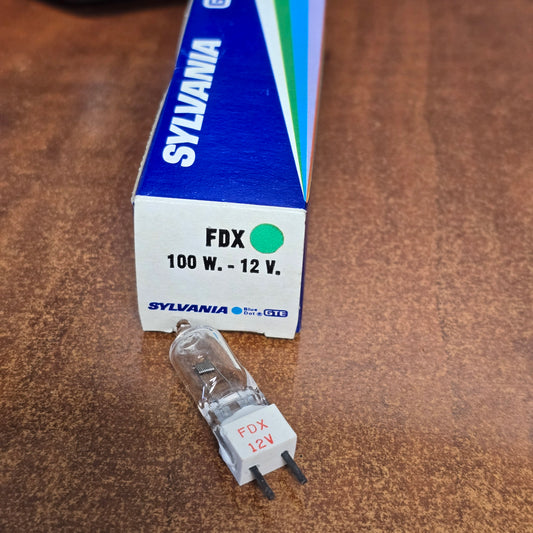 SYLVANIA
FDX
100 W. - 12 V.
SYLVANIA Blue Dot ® GTE
FDX
12V